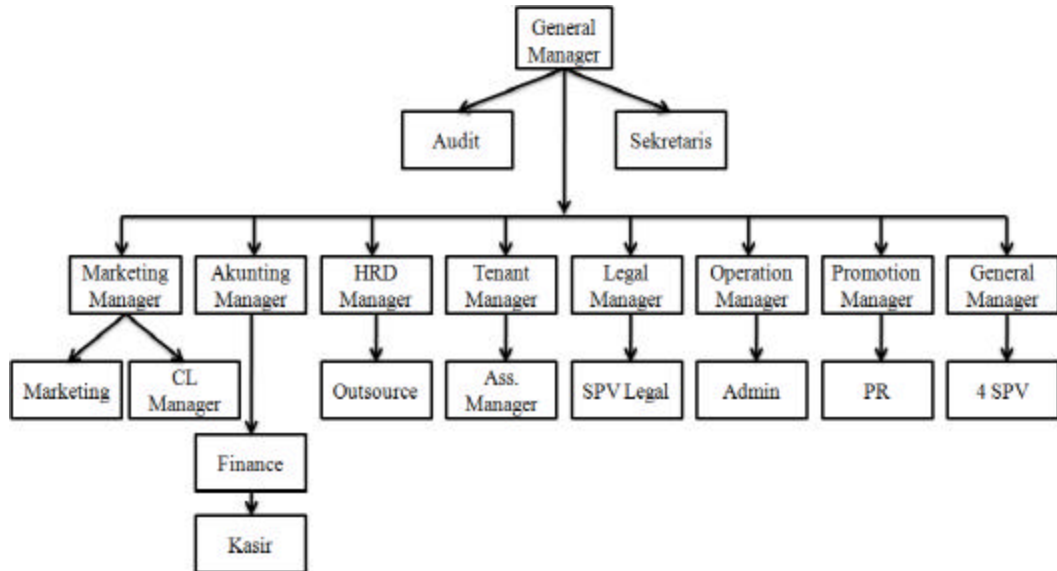 General
Manager
Audit
Sekretaris
Marketing
Manager
Akunting
Manager
HRD
Manager
Tenant
Manager
Legal
Manager
Operation
Manager
Promotion
Manager
General
Manager
Marketing
CL
Manager
Outsource
Ass.
Manager
SPV Legal
Admin
PR
4 SPV
Finance
Kasir